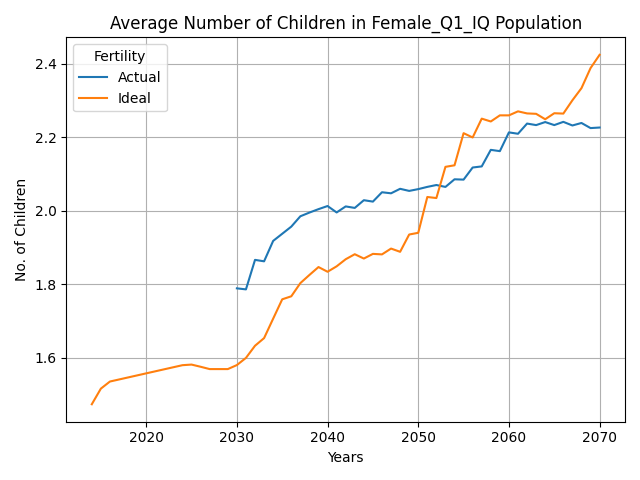 Average Number of Children in Female_Q1_IQ Population
Fertility
Actual
Ideal
No. of Children
2.4
2.2
2.0
1.8
1.6
2020 2030 2040 2050 2060 2070
Years